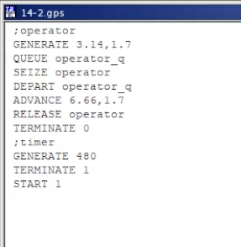 14-2.gps
;operator
GENERATE 3.14,1.7
QUEUE operator_q
SEIZE operator
DEPART operator_q
ADVANCE 6.66,1.7
RELEASE operator
TERMINATE 0
;timer
GENERATE 480
TERMINATE 1
START 1